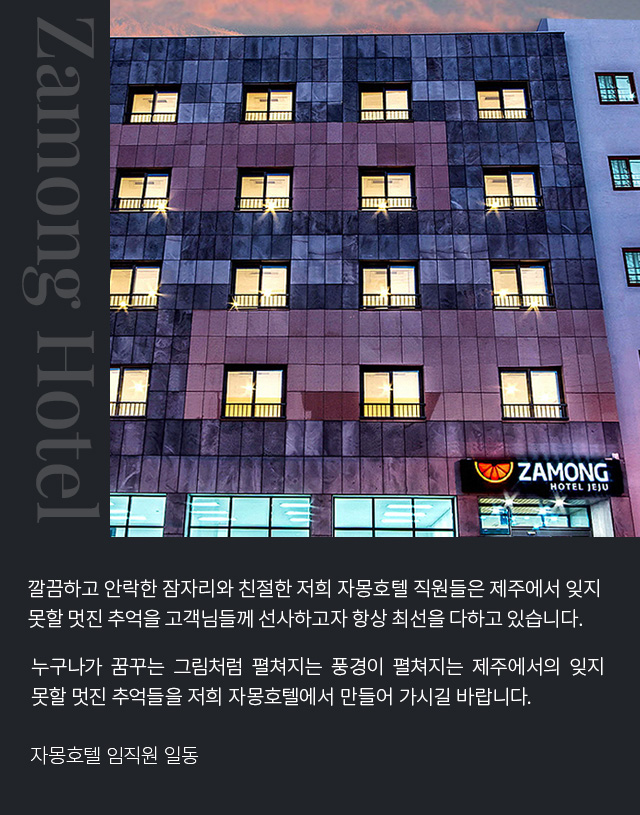 Zamong Hotel
ZAMONG
HOTEL JEJU
깔끔하고 안락한 잠자리와 친절한 저희 자몽호텔 직원들은 제주에서 잊지
못할 멋진 추억을 고객님들께 선사하고자 항상 최선을 다하고 있습니다.
누구나가 꿈꾸는 그림처럼 펼쳐지는 풍경이 펼쳐지는 제주에서의 잊지
못할 멋진 추억들을 저희 자몽호텔에서 만들어 가시길 바랍니다.
자몽호텔 임직원 일동